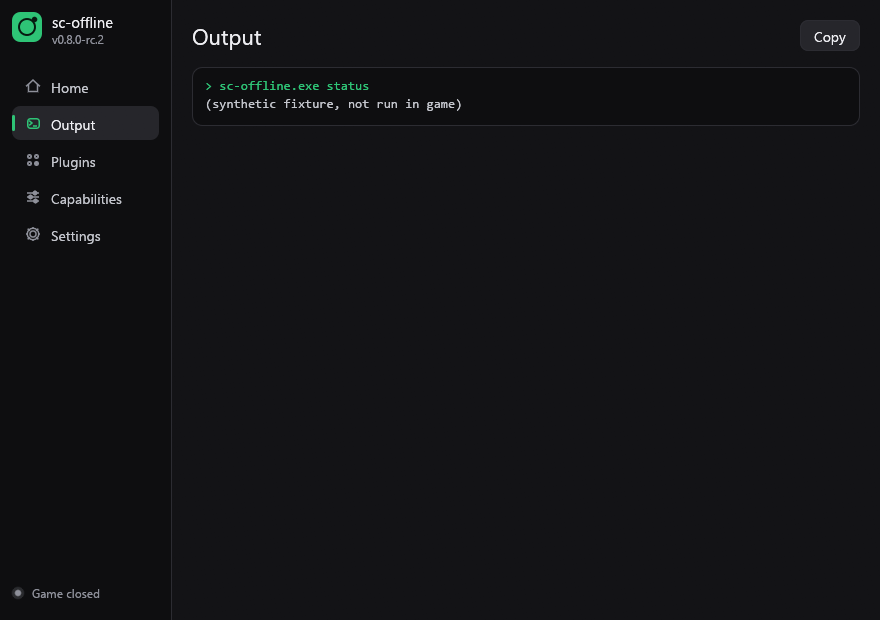 sc-offline
v0.8.0-rc.2
Home
Output
Plugins
Capabilities
Settings
Game closed
Output
Copy
> sc-offline.exe status
(synthetic fixture, not run in game)